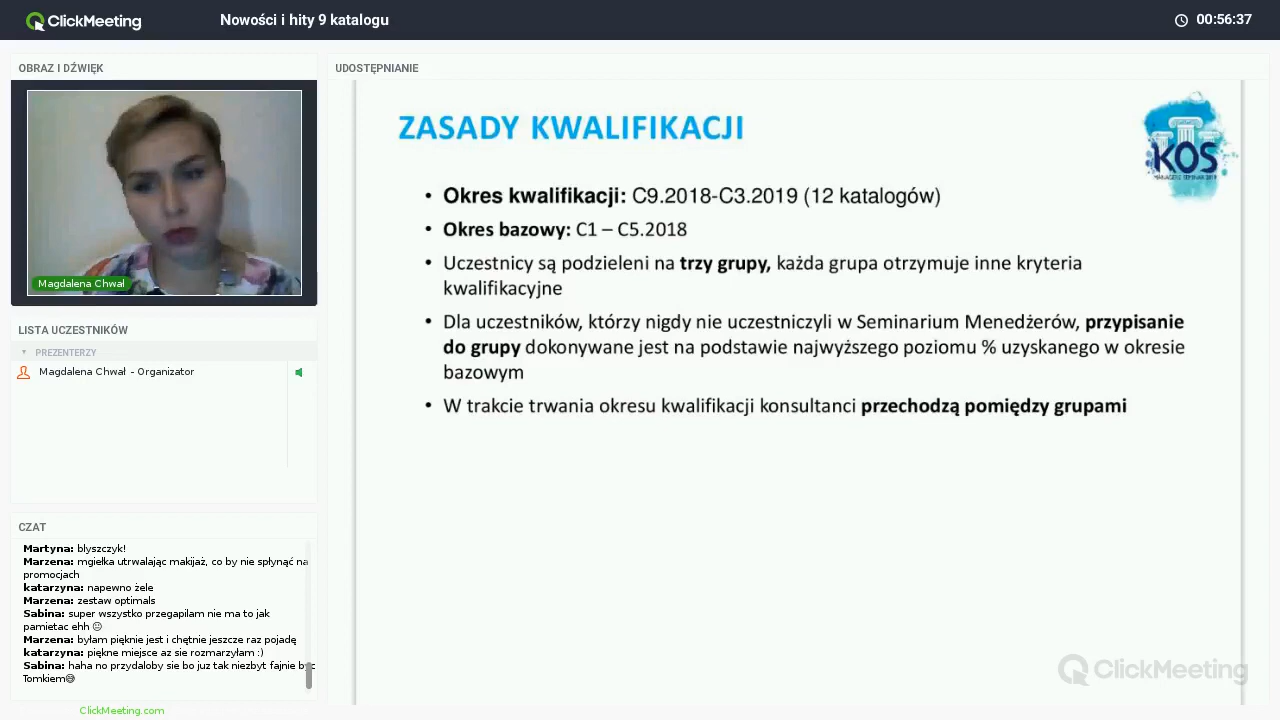 ClickMeeting
Nowości i hity 9 katalogu
00:56:37
OBRAZ I DŹWIĘK
Magdalena Chwał
LISTA UCZESTNIKÓW
PREZENTERZY
Magdalena Chwał - Organizator
CZAT
Martyna: blyszczyk!
Marzena: mgiełka utrwalając makijaż, co by nie spłynąć na
promocjach
katarzyna: napewno żele
Marzena: zestaw optimals
Sabina: super wszystko przegapilam nie ma to jak
pamietac ehh ☹
Marzena: byłam pięknie jest i chętnie jeszcze raz pojadę
katarzyna: piękne miejsce az sie rozmarzyłam :)
Sabina: haha no przydaloby sie bo juz tak niezbyt fajnie byc
Tomkiem😅
ClickMeeting.com
UDOSTĘPNIANIE
ZASADY KWALIFIKACJI
KOS
MANAGERS SEMINAR 2019
• Okres kwalifikacji: C9.2018-C3.2019 (12 katalogów)
• Okres bazowy: C1 – C5.2018
• Uczestnicy są podzieleni na trzy grupy, każda grupa otrzymuje inne kryteria
kwalifikacyjne
• Dla uczestników, którzy nigdy nie uczestniczyli w Seminarium Menedżerów, przypisanie
do grupy dokonywane jest na podstawie najwyższego poziomu % uzyskanego w okresie
bazowym
• W trakcie trwania okresu kwalifikacji konsultanci przechodzą pomiędzy grupami
ClickMeeting